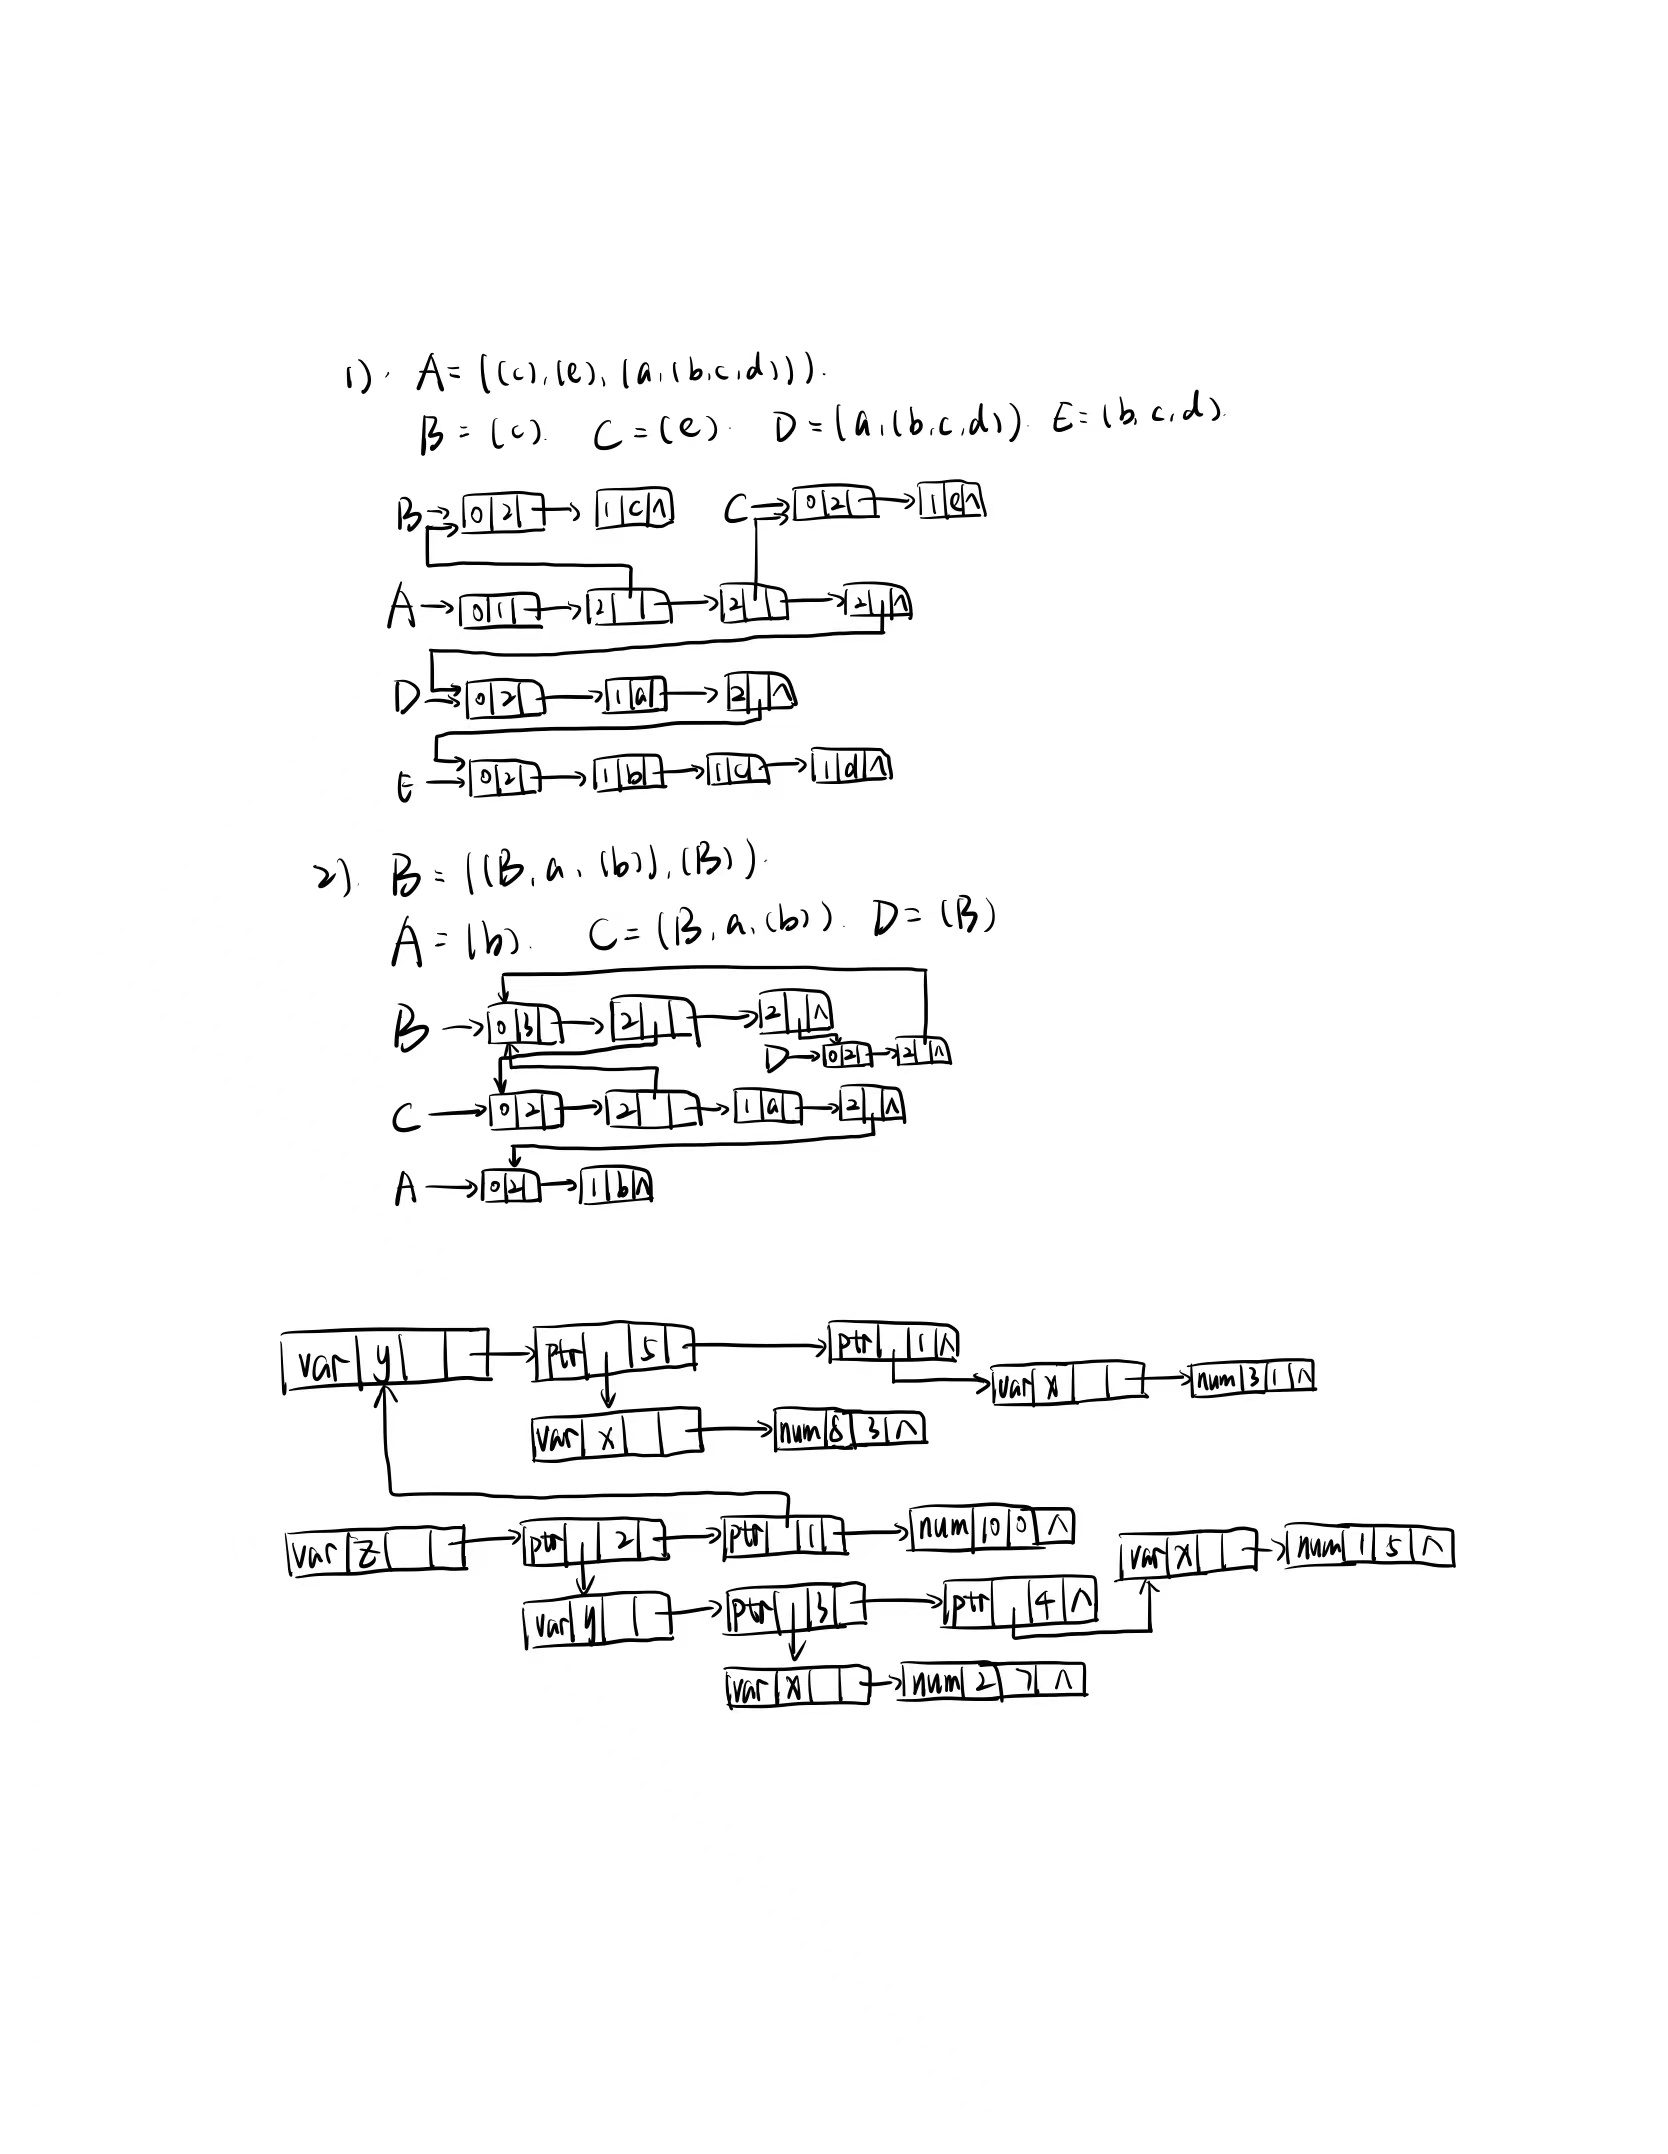 1). A=((c),(e),(a,(b,c,d))).
B=(c). C=(e). D=(a,(b,c,d)). E=(b,c,d).
B 0 2 1 c ∧ C 0 2 1 e ∧
A 0 1 2 2 2 ∧
D 0 2 1 a 2 ∧
E 0 2 1 b 1 c 1 d ∧
2). B=((B,a,(b)),(B)).
A=(b). C=(B,a,(b)). D=(B)
B 0 3 2 2 ∧
D 0 2 2 ∧
C 0 2 2 1 a 2 ∧
A 0 2 1 b ∧
var y ptr 5 ptr 1 ∧
var x num 3 1 ∧
var x num 8 3 ∧
var z ptr 2 ptr 1 num 10 0 ∧
var x num 1 5 ∧
var y ptr 3 ptr 4 ∧
var x num 2 7 ∧